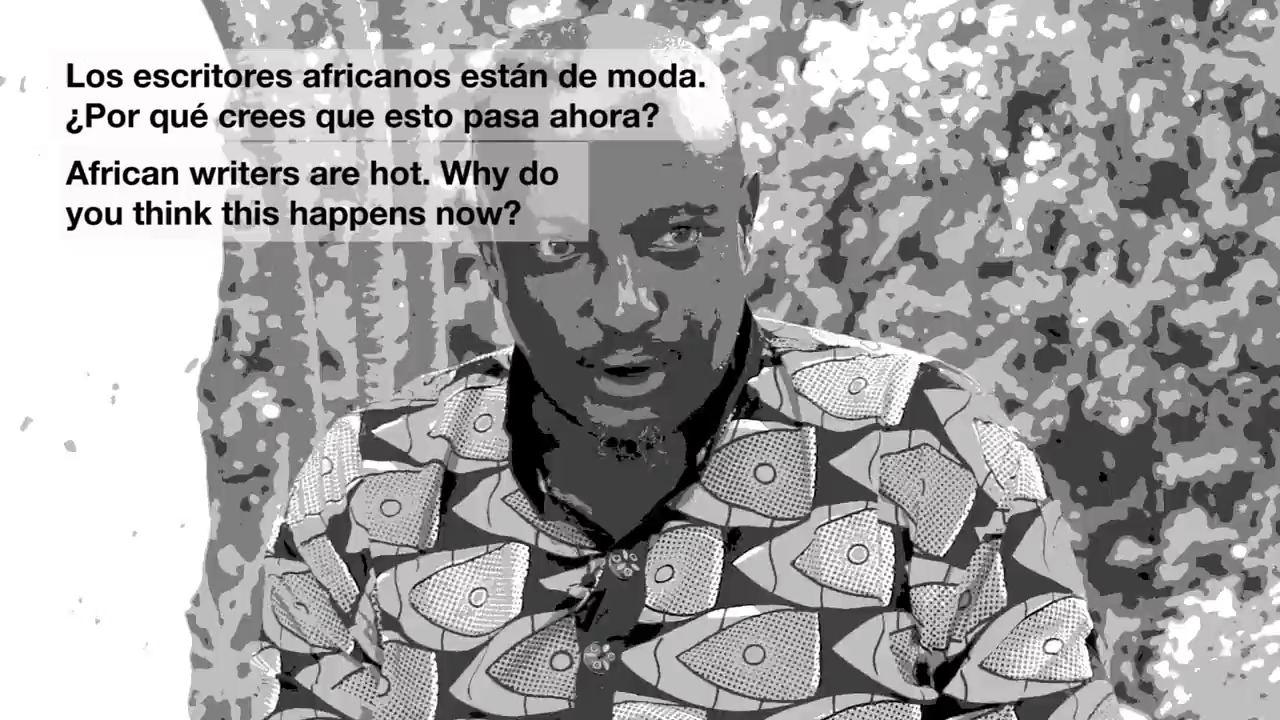 Los escritores africanos están de moda.
¿Por qué crees que esto pasa ahora?
African writers are hot. Why do
you think this happens now?